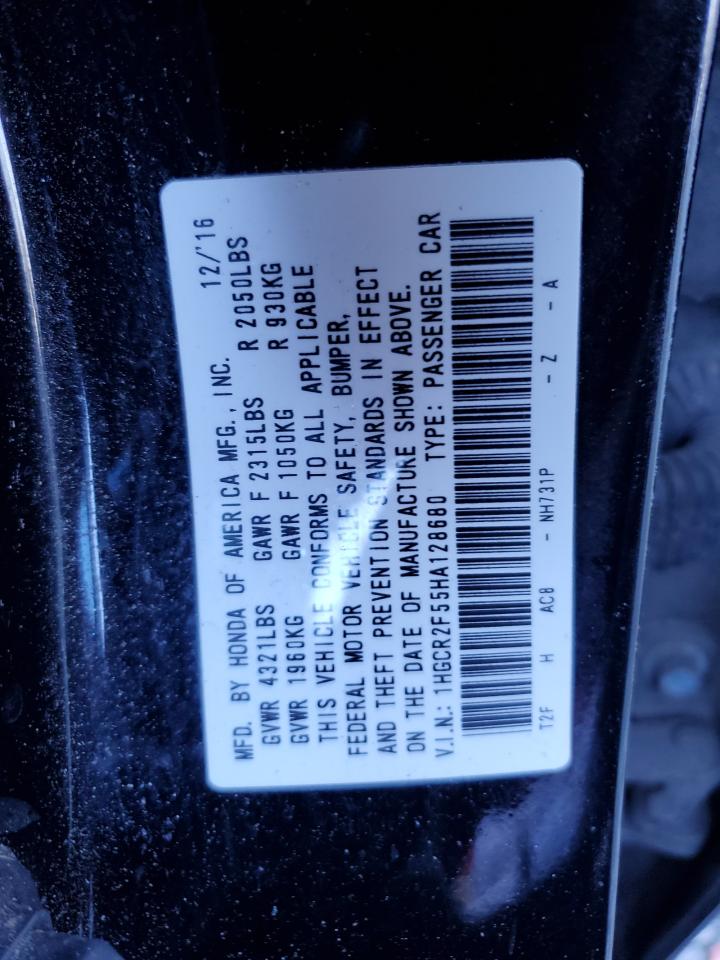 MFD. BY HONDA OF AMERICA MFG., INC. 12/'16
GVWR 4321LBS GAWR F 2315LBS R 2050LBS
GVWR 1960KG GAWR F 1050KG R 930KG
THIS VEHICLE CONFORMS TO ALL APPLICABLE
FEDERAL MOTOR VEHICLE SAFETY, BUMPER,
AND THEFT PREVENTION STANDARDS IN EFFECT
ON THE DATE OF MANUFACTURE SHOWN ABOVE.
V.I.N.: 1HGCR2F55HA128680 TYPE: PASSENGER CAR
T2F H AC8 - NH731P - Z - A